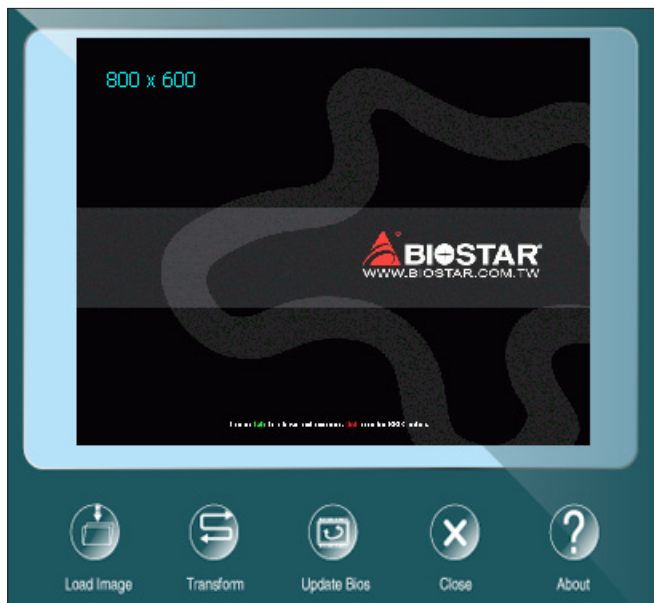 800 x 600
BIOSTAR
WWW.BIOSTAR.COM.TW
Load Image
Transform
Update Bios
Close
About